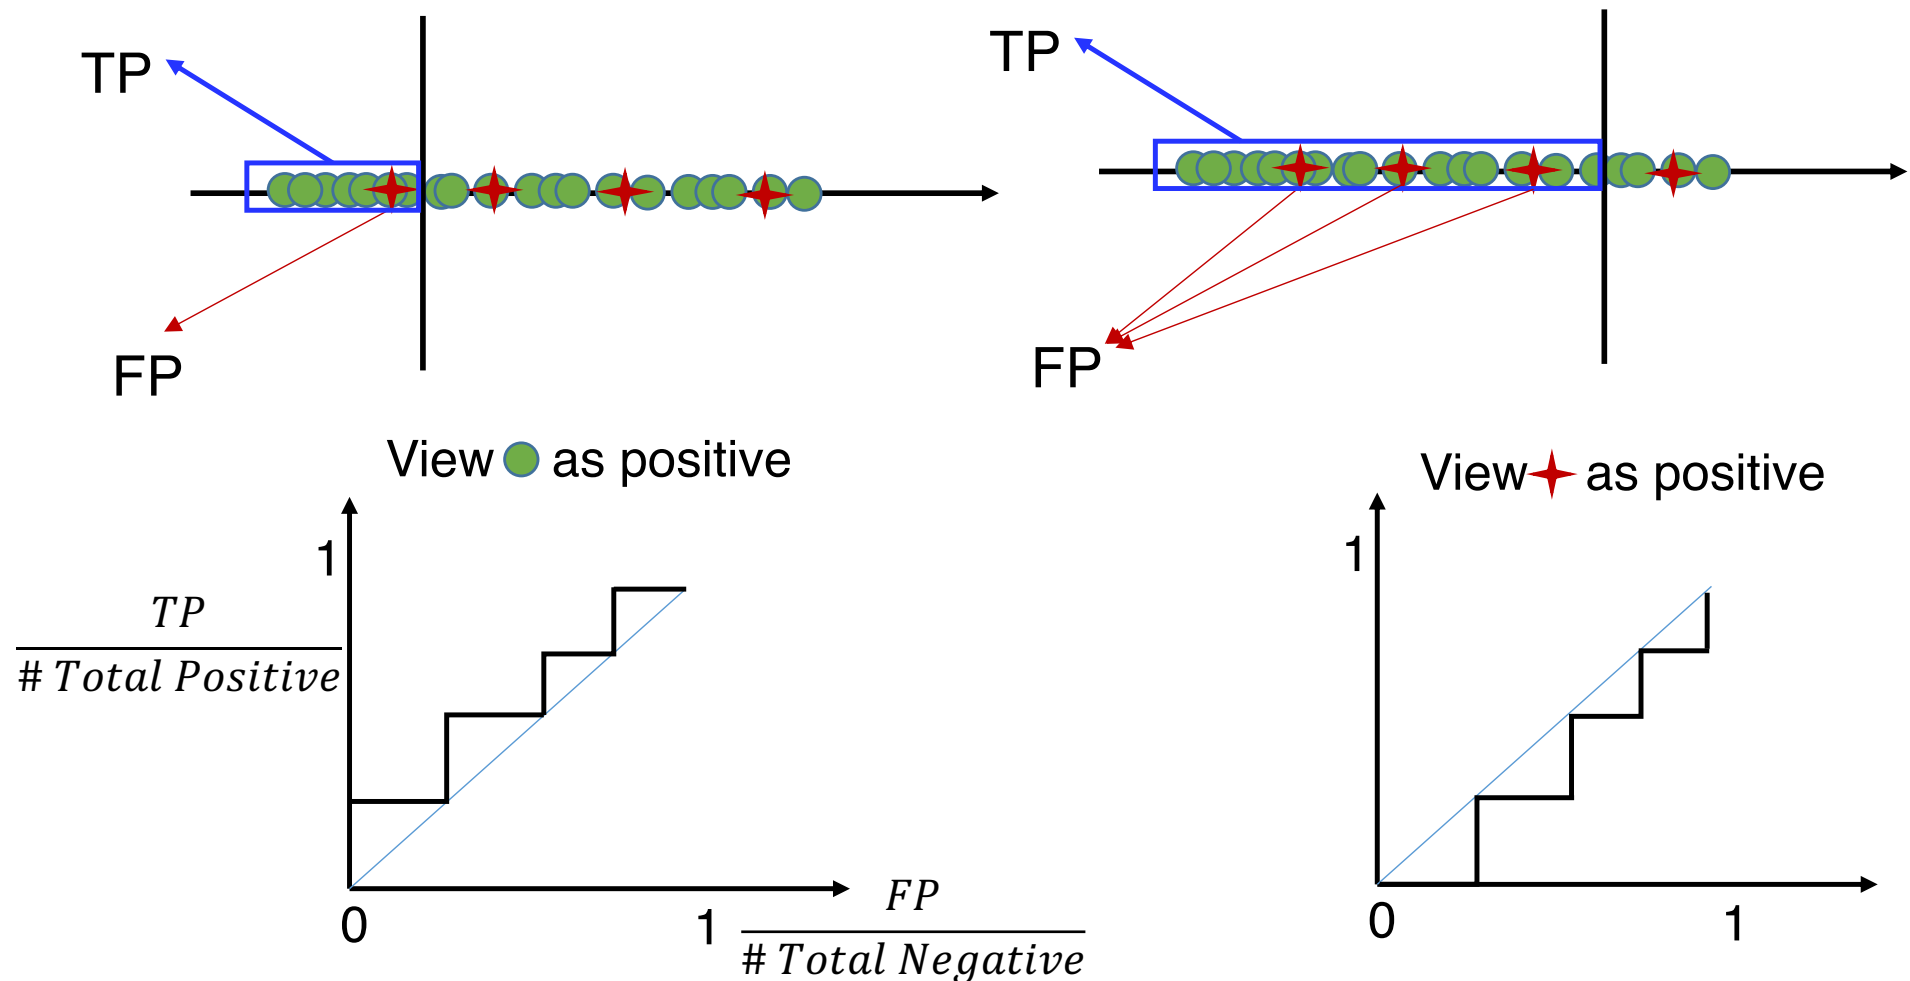 TP
TP
FP
FP
View as positive
View as positive
1
1
TP
# Total Positive
0
1
FP
# Total Negative
0
1